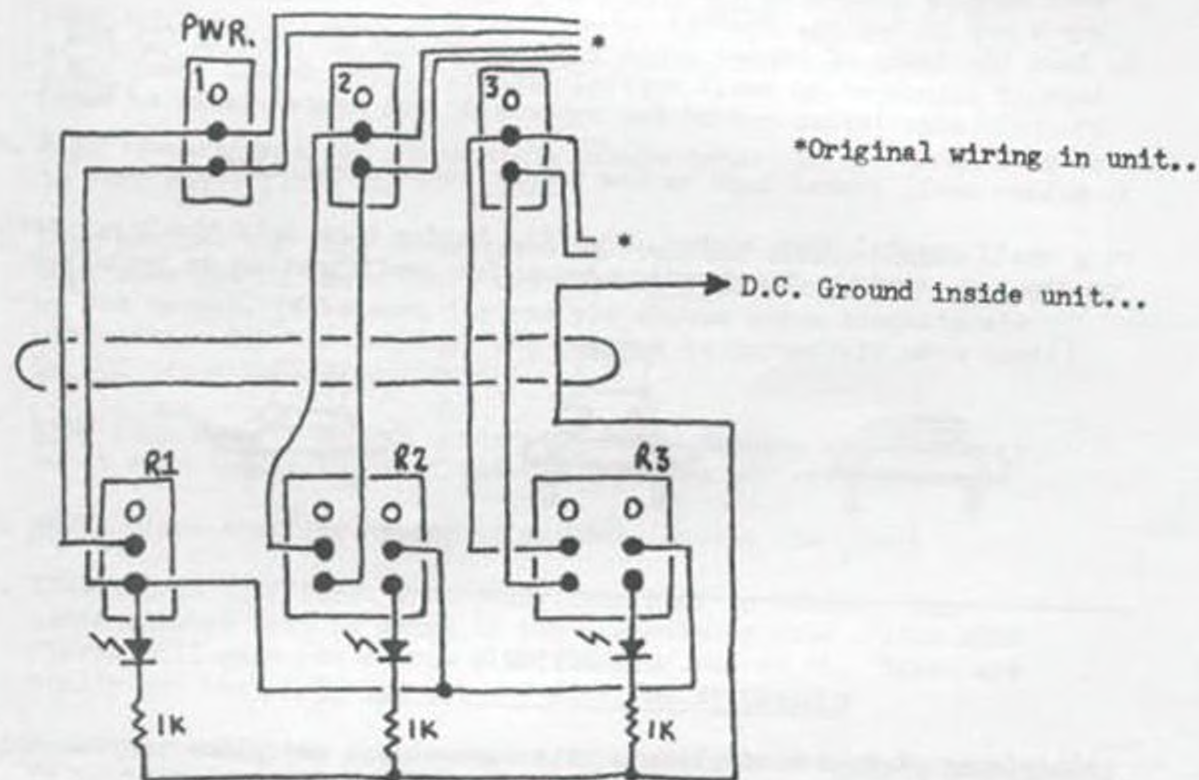 PWR.
*
1 2 3
*Original wiring in unit..
*
D.C. Ground inside unit...
R1 R2 R3
1K 1K 1K